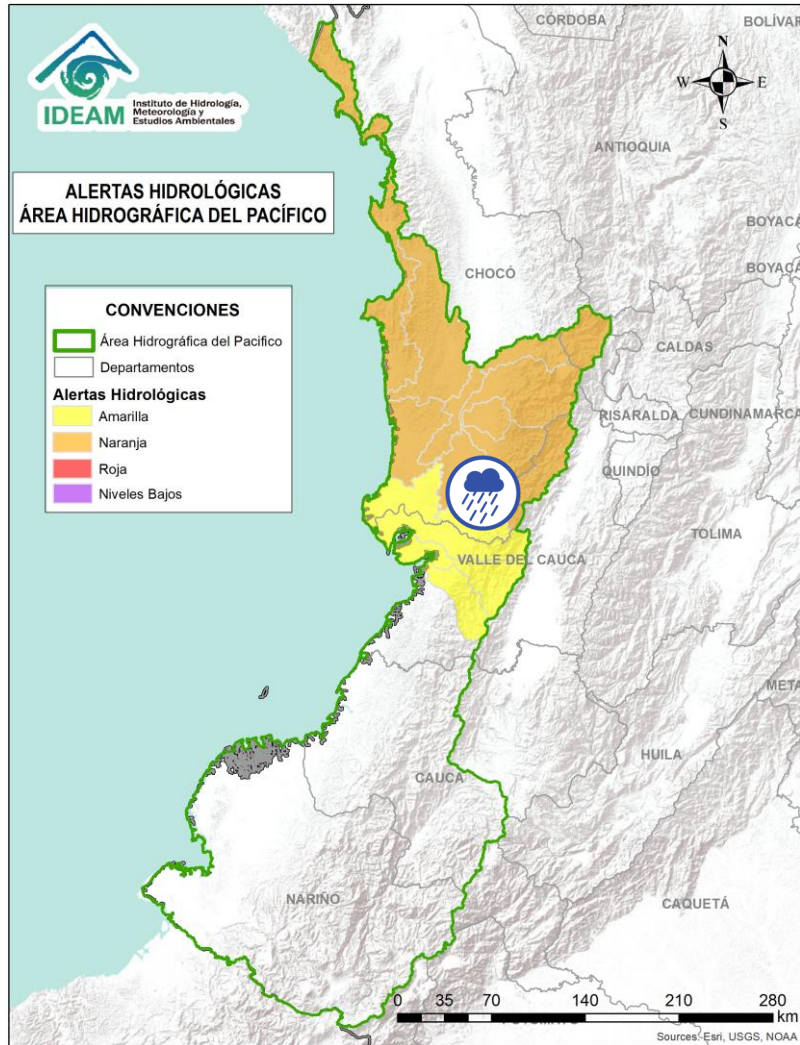 IDEAM
Instituto de Hidrología,
Meteorología y
Estudios Ambientales
ALERTAS HIDROLÓGICAS
ÁREA HIDROGRÁFICA DEL PACÍFICO
CONVENCIONES
Área Hidrográfica del Pacifico
Departamentos
Alertas Hidrológicas
Amarilla
Naranja
Roja
Niveles Bajos
N
W E
S
CÓRDOBA
BOLÍVAR
ANTIOQUIA
BOYACÁ
BOYACÁ
CHOCÓ
CALDAS
RISARALDA
CUNDINAMARCA
QUINDÍO
TOLIMA
VALLE DEL CAUCA
META
HUILA
CAUCA
NARIÑO
CAQUETÁ
0 35 70 140 210 280
km
Sources: Esri, USGS, NOAA